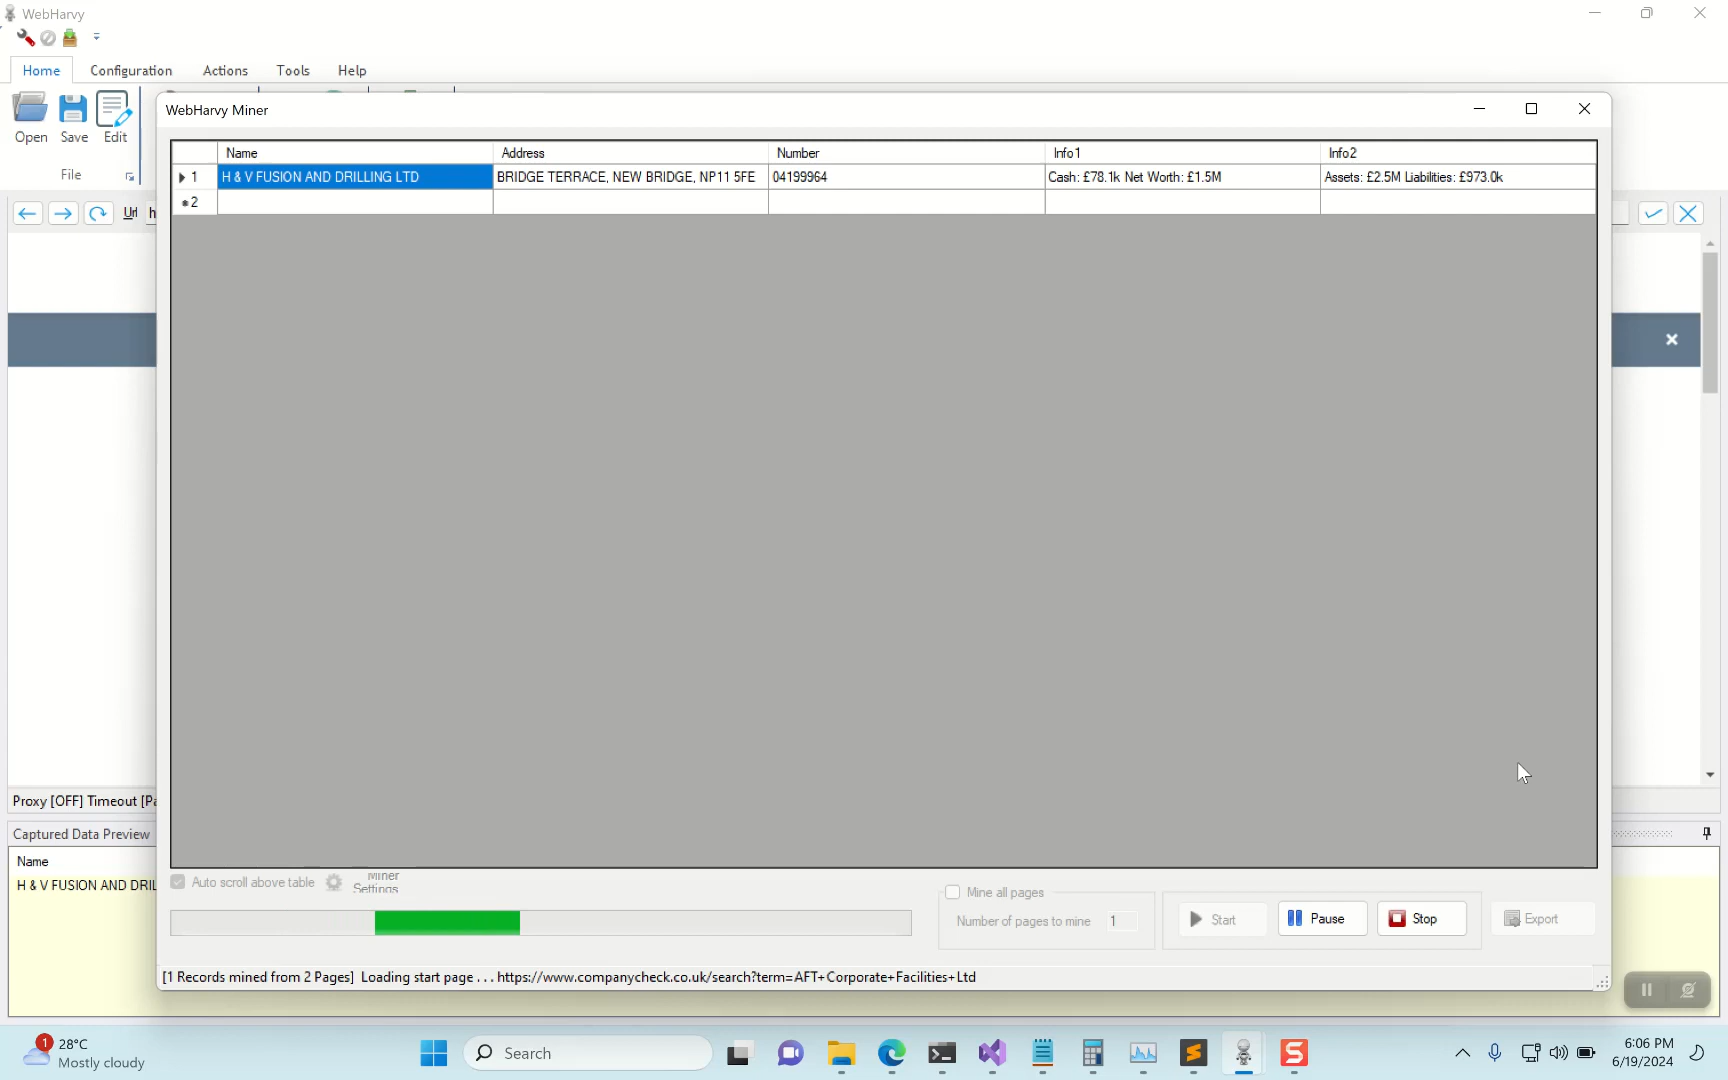 WebHarvy
Home Configuration Actions Tools Help
Open Save Edit
File
Url h
WebHarvy Miner
Name Address Number Info1 Info2
1 H & V FUSION AND DRILLING LTD BRIDGE TERRACE, NEW BRIDGE, NP11 5FE 04199964 Cash: £78.1k Net Worth: £1.5M Assets: £2.5M Liabilities: £973.0k
2
Proxy [OFF] Timeout [Pa
Captured Data Preview
Name
H & V FUSION AND DRIL
Auto scroll above table
Miner
Settings
Mine all pages
Number of pages to mine 1
Start Pause Stop Export
[1 Records mined from 2 Pages] Loading start page . . . https://www.companycheck.co.uk/search?term=AFT+Corporate+Facilities+Ltd
1
28°C
Mostly cloudy
Search
6:06 PM
6/19/2024